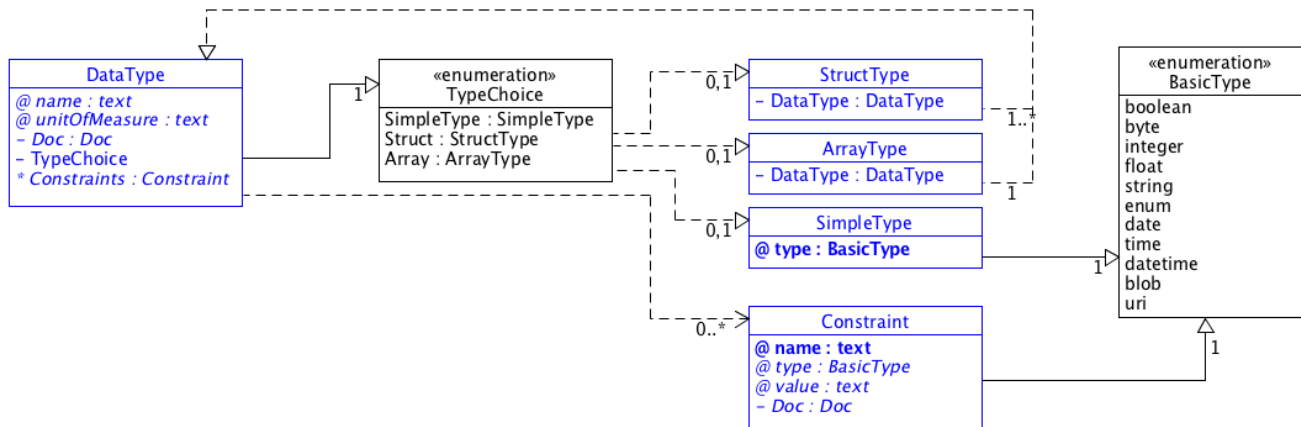 DataType
@ name : text
@ unitOfMeasure : text
– Doc : Doc
– TypeChoice
* Constraints : Constraint
1
«enumeration»
TypeChoice
SimpleType : SimpleType
Struct : StructType
Array : ArrayType
0,1
StructType
– DataType : DataType
1..*
0,1
ArrayType
– DataType : DataType
1
0,1
SimpleType
@ type : BasicType
1
0..*
Constraint
@ name : text
@ type : BasicType
@ value : text
– Doc : Doc
1
«enumeration»
BasicType
boolean
byte
integer
float
string
enum
date
time
datetime
blob
uri